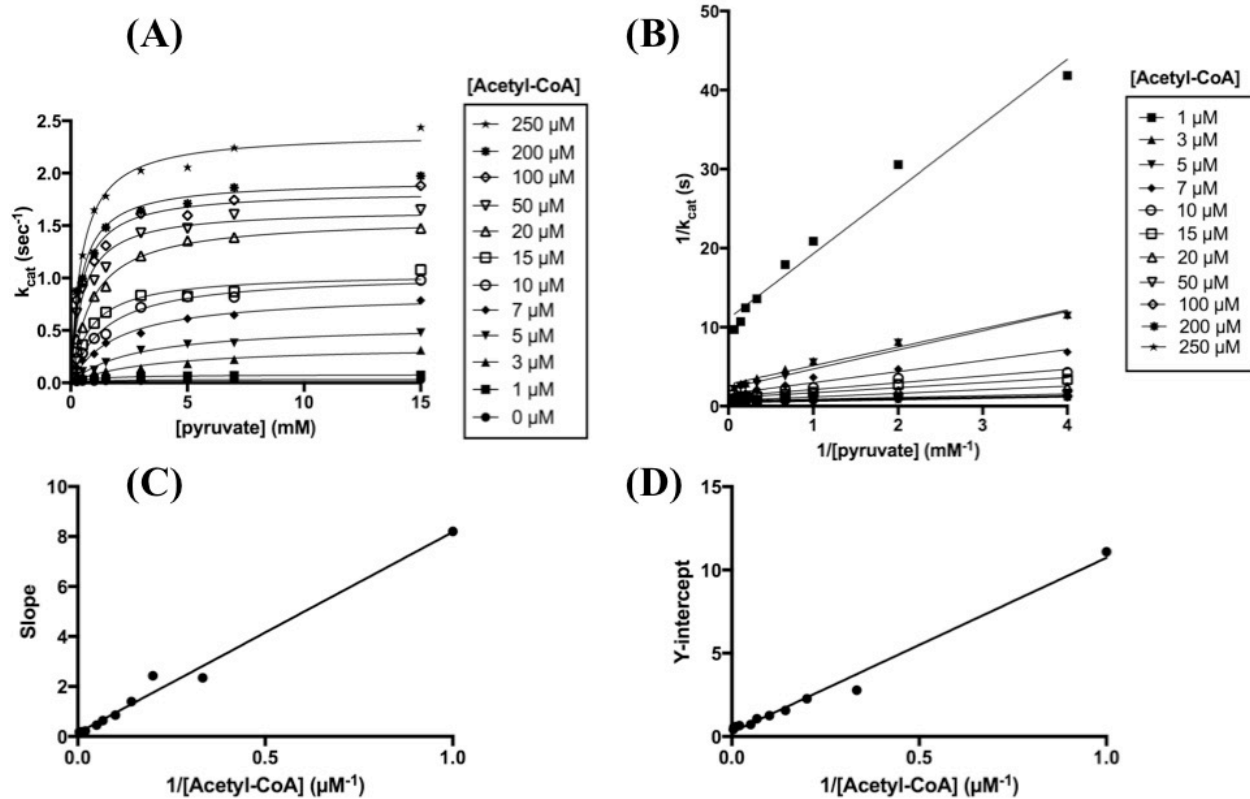 (A)
[Acetyl-CoA]
250 µM
200 µM
100 µM
50 µM
20 µM
15 µM
10 µM
7 µM
5 µM
3 µM
1 µM
0 µM
k_cat (sec⁻¹)
2.5
2.0
1.5
1.0
0.5
0.0
0
5
10
15
[pyruvate] (mM)
(B)
[Acetyl-CoA]
1 µM
3 µM
5 µM
7 µM
10 µM
15 µM
20 µM
50 µM
100 µM
200 µM
250 µM
1/k_cat (s)
50
40
30
20
10
0
0
1
2
3
4
1/[pyruvate] (mM⁻¹)
(C)
Slope
10
8
6
4
2
0
0.0
0.5
1.0
1/[Acetyl-CoA] (µM⁻¹)
(D)
Y-intercept
15
10
5
0
0.0
0.5
1.0
1/[Acetyl-CoA] (µM⁻¹)